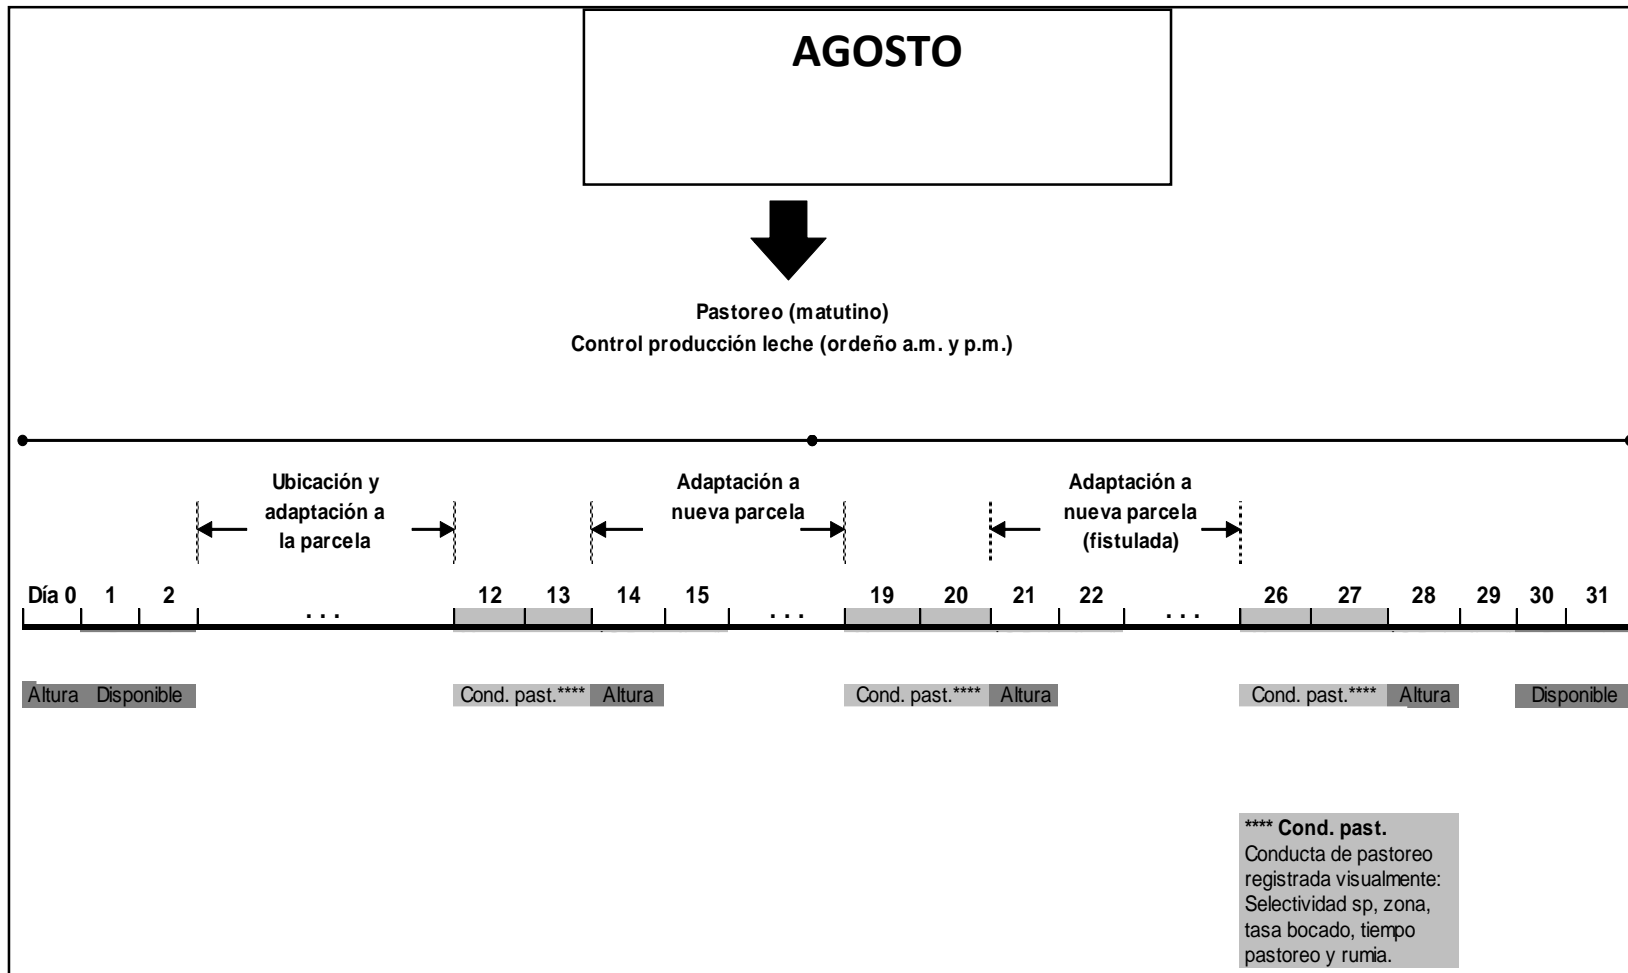 AGOSTO
Pastoreo (matutino)
Control producción leche (ordeño a.m. y p.m.)
Ubicación y
adaptación a
la parcela
Adaptación a
nueva parcela
Adaptación a
nueva parcela
(fistulada)
Día 0 1 2 . . . 12 13 14 15 . . . 19 20 21 22 . . . 26 27 28 29 30 31
Altura Disponible Cond. past.**** Altura Cond. past.**** Altura Cond. past.**** Altura Disponible
**** Cond. past.
Conducta de pastoreo
registrada visualmente:
Selectividad sp, zona,
tasa bocado, tiempo
pastoreo y rumia.